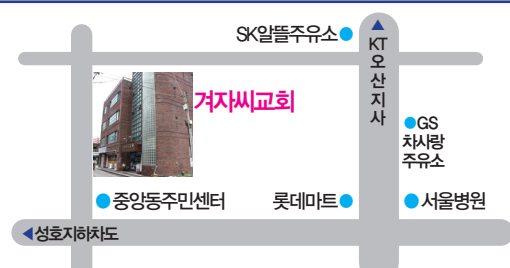 SK알뜰주유소
KT
오
산
지
사
겨자씨교회
GS
차사랑
주유소
중앙동주민센터
롯데마트
서울병원
성호지하차도